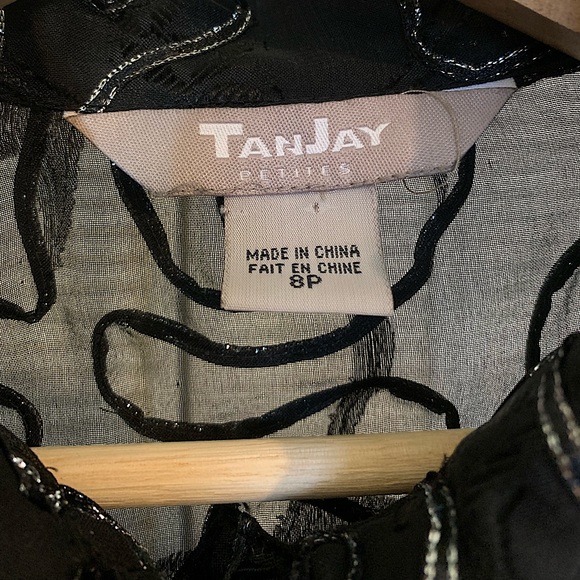 TANJAY
PETITES
MADE IN CHINA
FAIT EN CHINE
8P